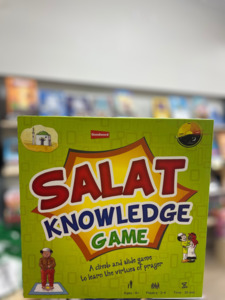 SALAT
KNOWLEDGE
GAME
A climb and slide game
to learn the virtues of prayer